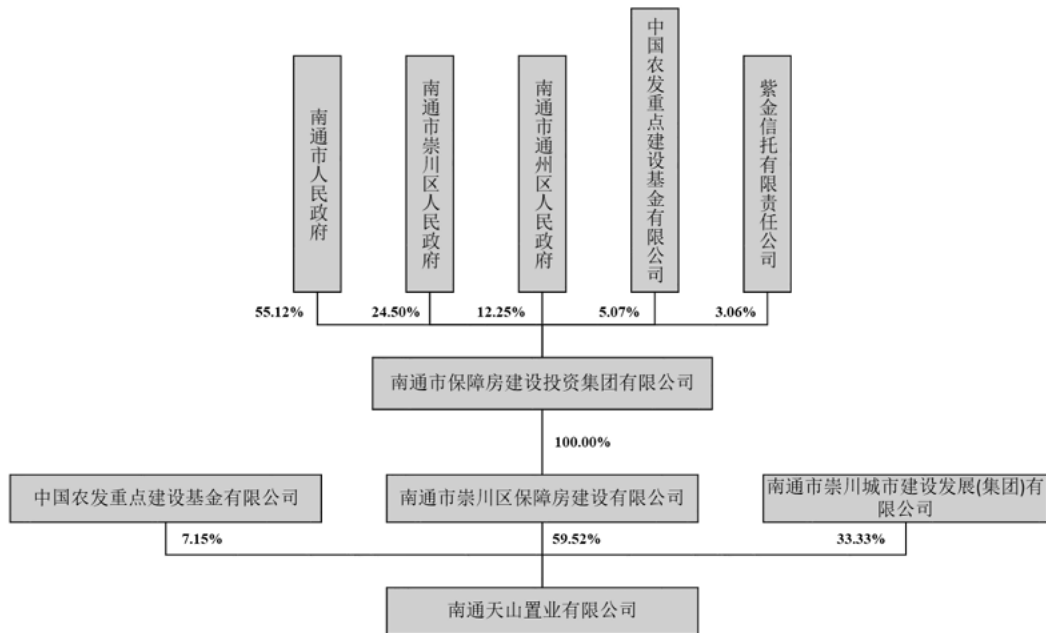 南通市人民政府
南通市崇川区人民政府
南通市通州区人民政府
中国农发重点建设基金有限公司
紫金信托有限责任公司
55.12%
24.50%
12.25%
5.07%
3.06%
南通市保障房建设投资集团有限公司
100.00%
中国农发重点建设基金有限公司
南通市崇川区保障房建设有限公司
南通市崇川城市建设发展(集团)有
限公司
7.15%
59.52%
33.33%
南通天山置业有限公司